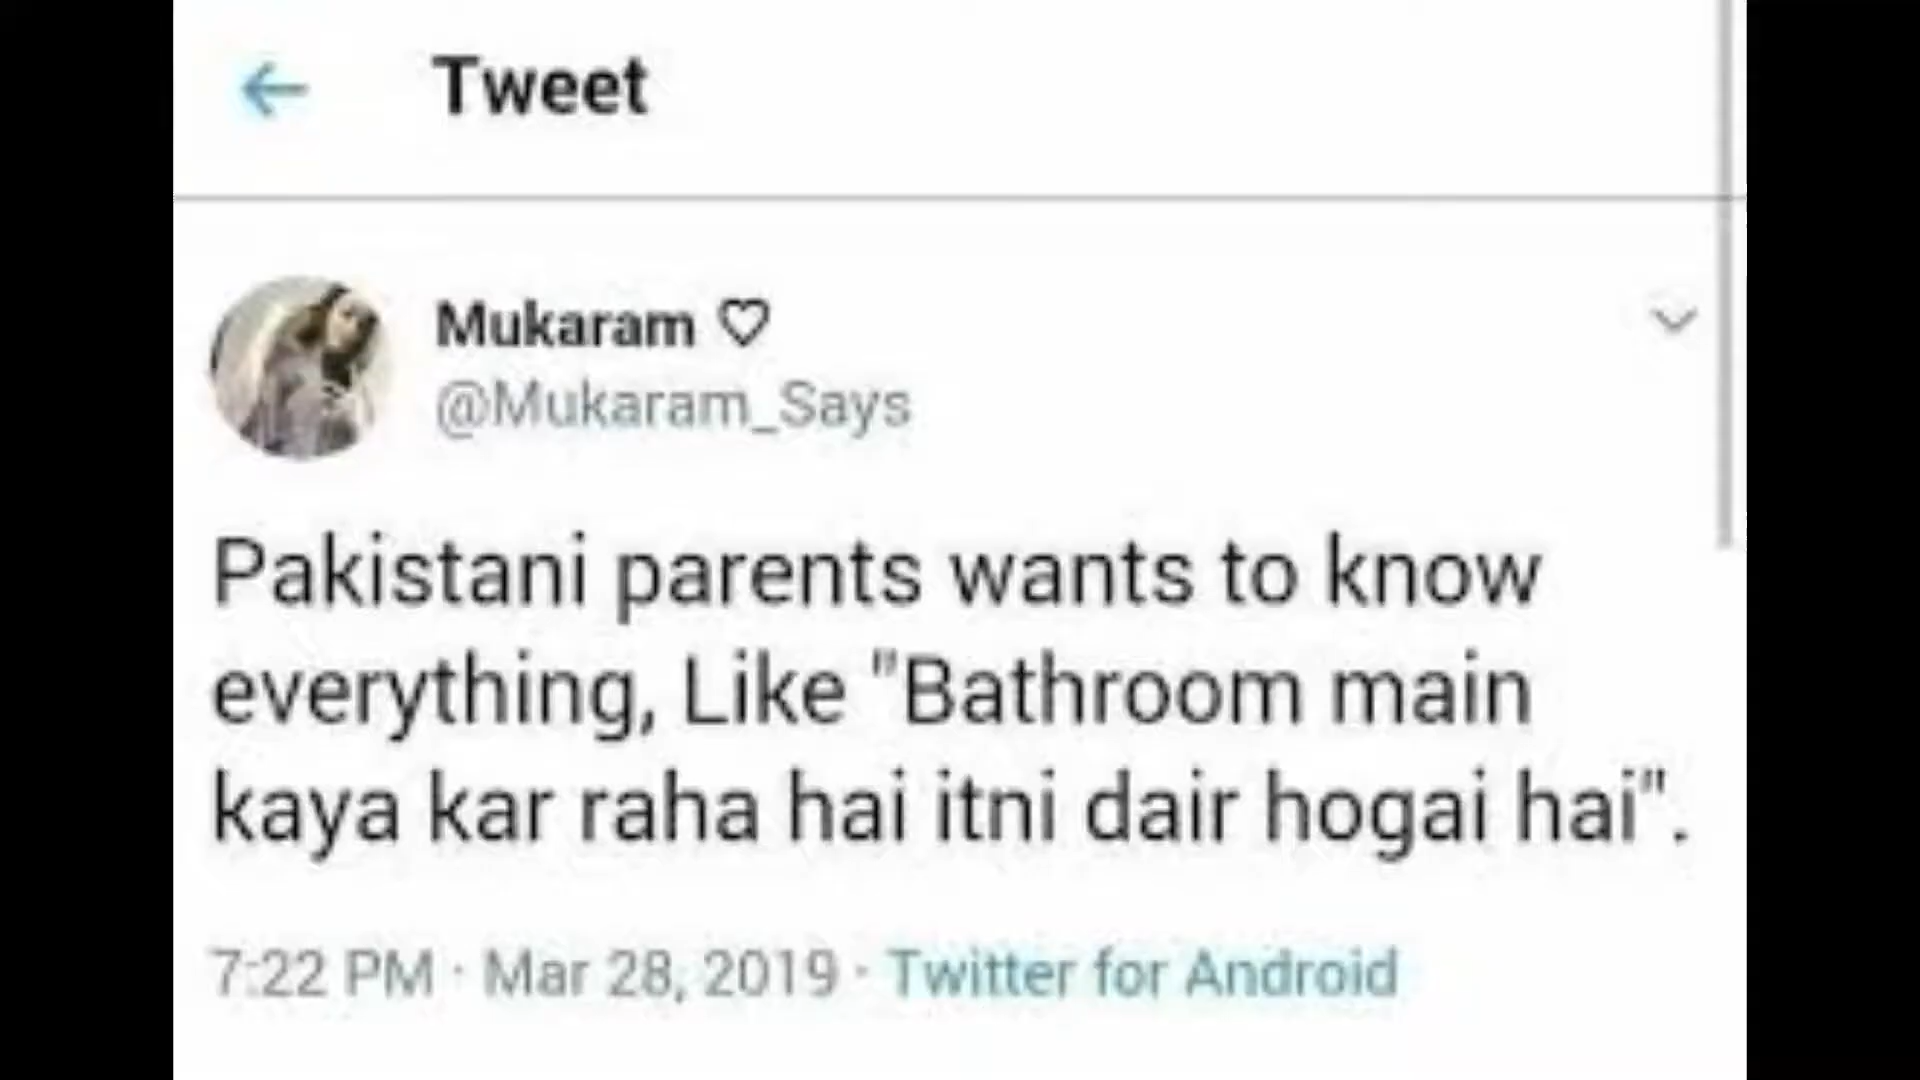 Tweet
Mukaram ♡
@Mukaram_Says
Pakistani parents wants to know
everything, Like "Bathroom main
kaya kar raha hai itni dair hogai hai".
7:22 PM · Mar 28, 2019 · Twitter for Android